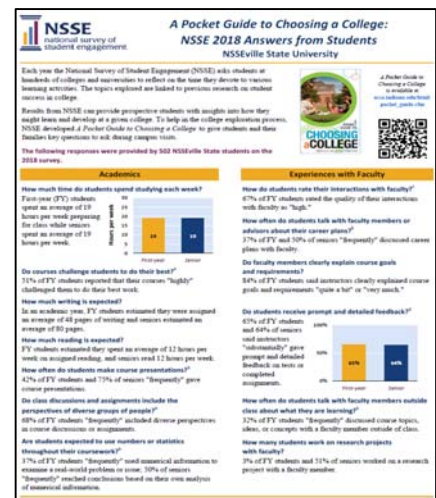 NSSE
national survey of
student engagement
A Pocket Guide to Choosing a College:
NSSE 2018 Answers from Students
NSSEville State University
Each year the National Survey of Student Engagement (NSSE) asks students at
hundreds of colleges and universities to reflect on the time they devote to various
learning activities. The topics explored are linked to previous research on student
success in college.
Results from NSSE can provide prospective students with insights into how they
might learn and develop at a given college. To help in the college exploration process,
NSSE developed A Pocket Guide to Choosing a College to give students and their
families key questions to ask during campus visits.
The following responses were provided by 502 NSSEville State students on the
2018 survey.
CHOOSING
a COLLEGE
A Pocket Guide to
Choosing a College
is available at
Academics
How much time do students spend studying each week?
First-year (FY) students
spent an average of 19
hours per week preparing
for class while seniors
spent an average of 19
hours per week.
Hours per week
30
25
20
15
10
5
0
19
19
First-year
Senior
Do courses challenge students to do their best?
51% of FY students reported that their courses "highly"
challenged them to do their best work.
How much writing is expected?
In an academic year, FY students estimated they were assigned
an average of 48 pages of writing and seniors estimated an
average of 80 pages.
How much reading is expected?
FY students estimated they spent an average of 12 hours per
week on assigned reading, and seniors read 12 hours per week.
How often do students make course presentations?
42% of FY students and 75% of seniors "frequently" gave
course presentations.
Do class discussions and assignments include the
perspectives of diverse groups of people?
68% of FY students "frequently" included diverse perspectives
in course discussions or assignments.
Are students expected to use numbers or statistics
throughout their coursework?
37% of FY students "frequently" used numerical information to
examine a real-world problem or issue; 50% of seniors
"frequently" reached conclusions based on their own analysis
of numerical information.
Experiences with Faculty
How do students rate their interactions with faculty?
67% of FY students rated the quality of their interactions
with faculty as "high."
How often do students talk with faculty members or
advisors about their career plans?
37% of FY and 50% of seniors "frequently" discussed career
plans with faculty.
Do faculty members clearly explain course goals
and requirements?
84% of FY students said instructors clearly explained course
goals and requirements "quite a bit" or "very much."
Do students receive prompt and detailed feedback?
65% of FY students
and 64% of seniors
said instructors
"substantially" gave
prompt and detailed
feedback on tests or
completed
assignments.
100%
50%
0%
65%
64%
First-year
Senior
How often do students talk with faculty members outside
class about what they are learning?
32% of FY students "frequently" discussed course topics,
ideas, or concepts with a faculty member outside of class.
How many students work on research projects
with faculty?
3% of FY students and 31% of seniors worked on a research
project with a faculty member.